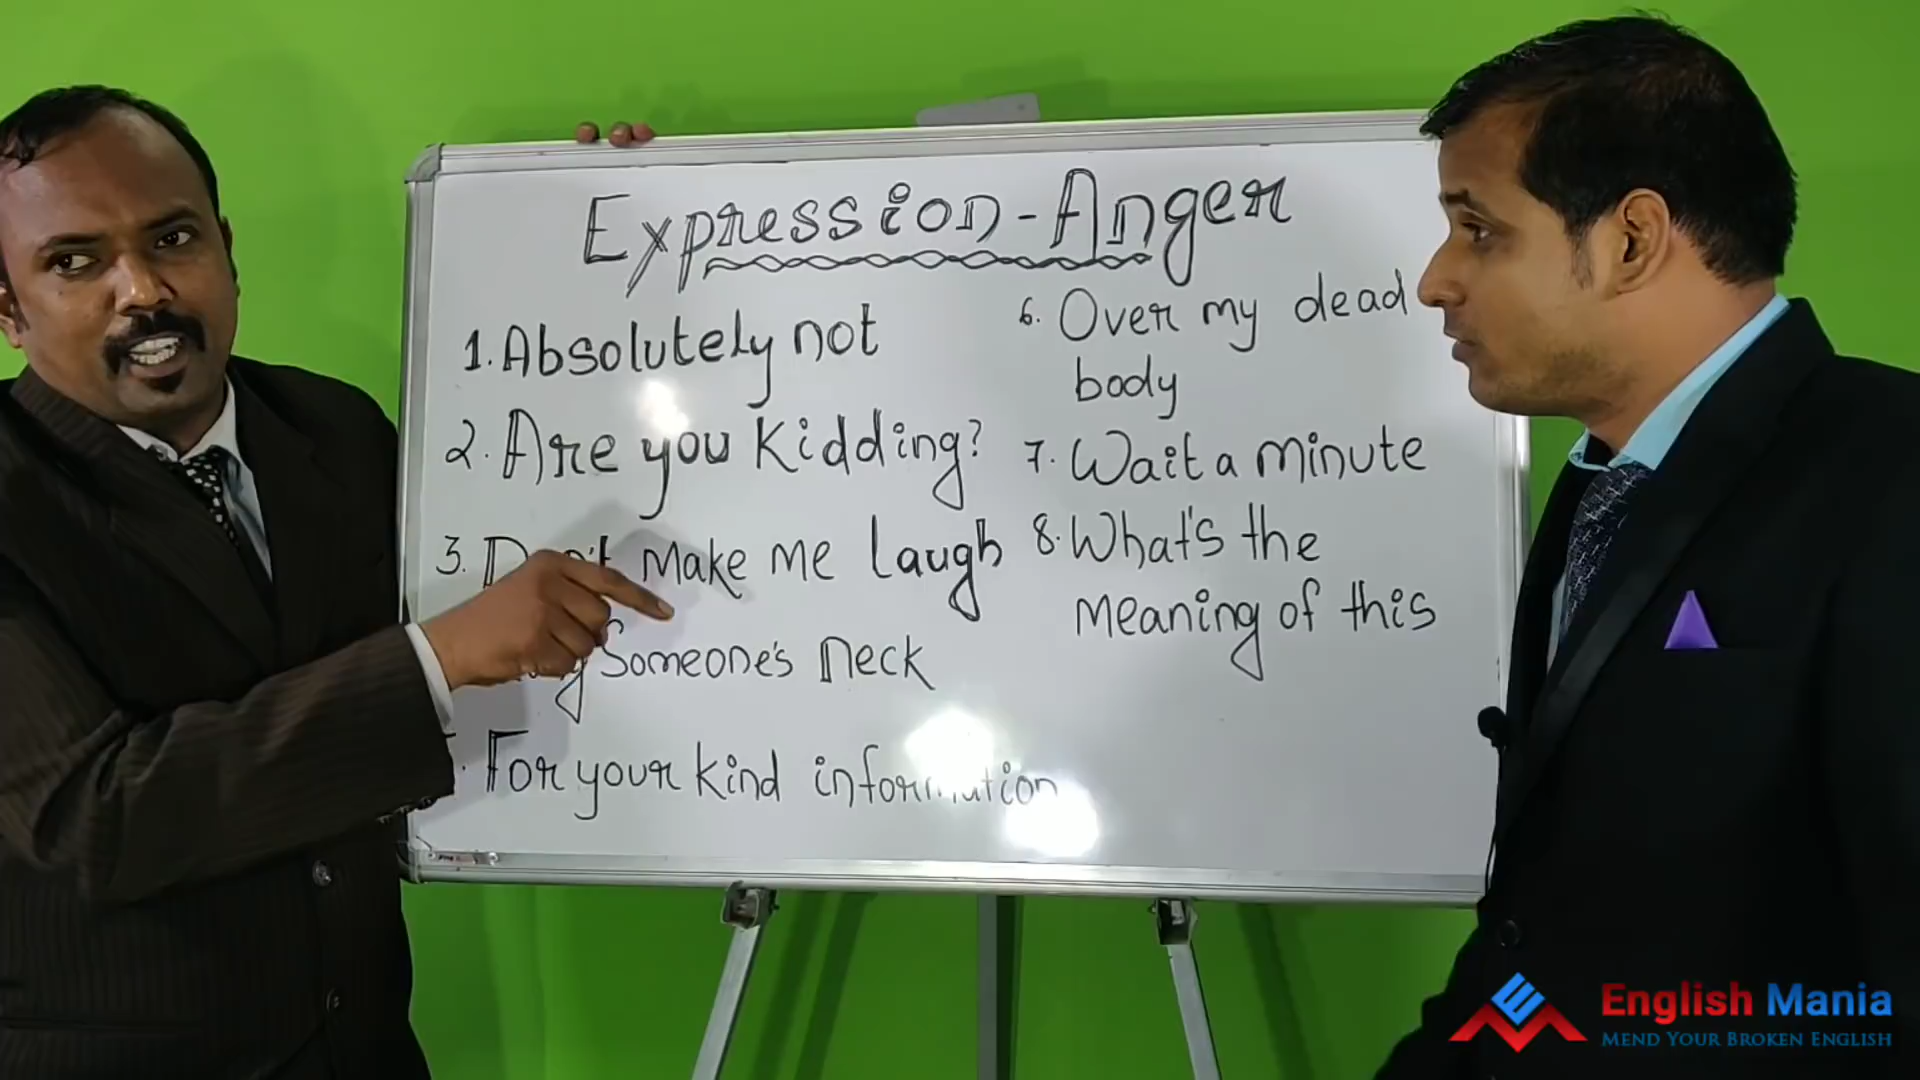 Expression - Anger
1. Absolutely not
2. Are you kidding?
3. Don't make me laugh
Someone's neck
For your kind information
6. Over my dead
body
7. Wait a minute
8. What's the
meaning of this
English Mania
Mend Your Broken English